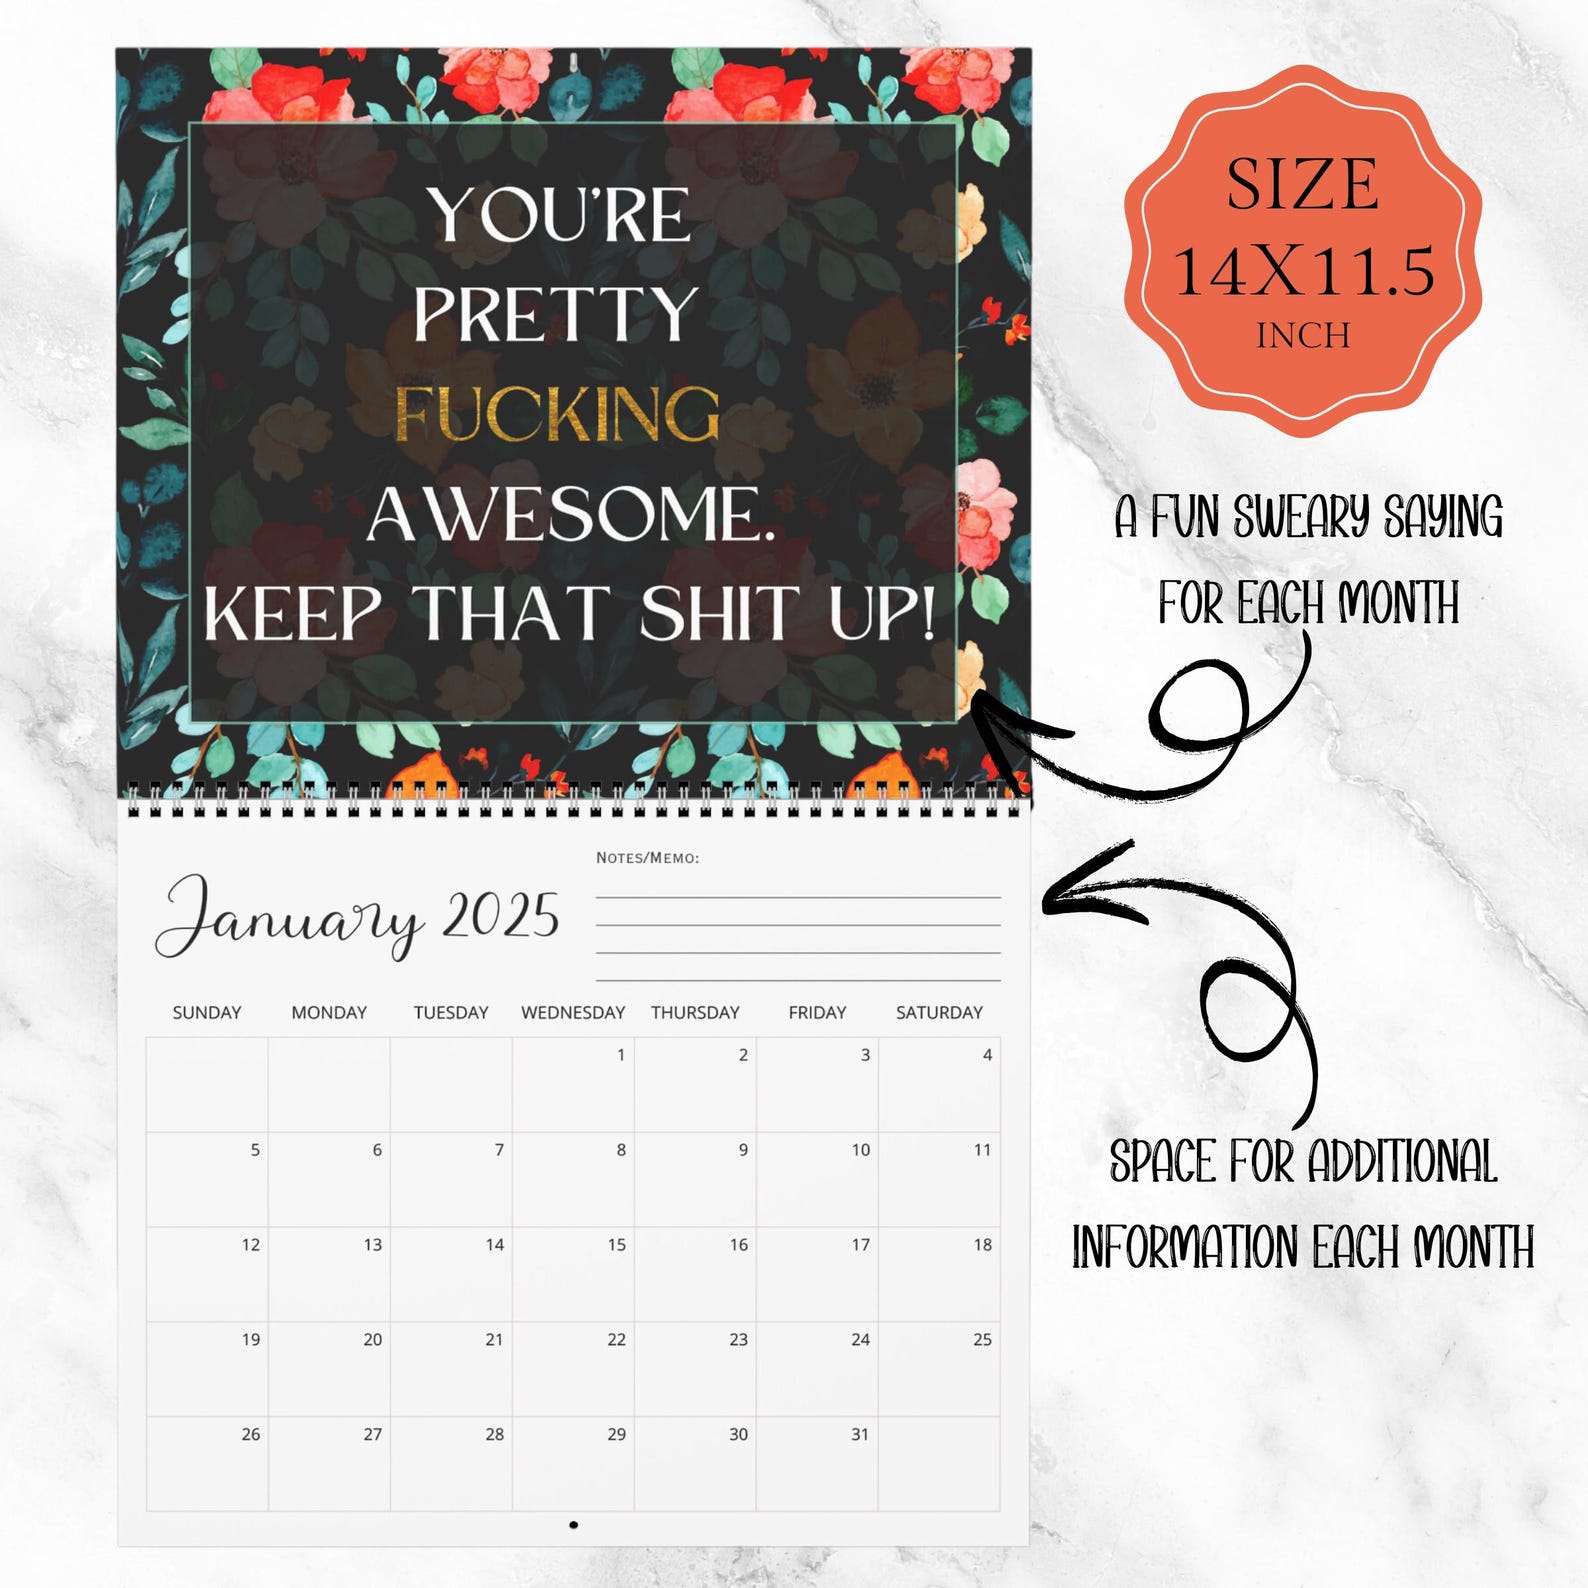 YOU'RE
PRETTY
FUCKING
AWESOME.
KEEP THAT SHIT UP!
SIZE
14X11.5
INCH
A FUN SWEARY SAYING
FOR EACH MONTH
NOTES/MEMO:
January 2025
SUNDAY MONDAY TUESDAY WEDNESDAY THURSDAY FRIDAY SATURDAY
1 2 3 4
5 6 7 8 9 10 11
12 13 14 15 16 17 18
19 20 21 22 23 24 25
26 27 28 29 30 31
SPACE FOR ADDITIONAL
INFORMATION EACH MONTH